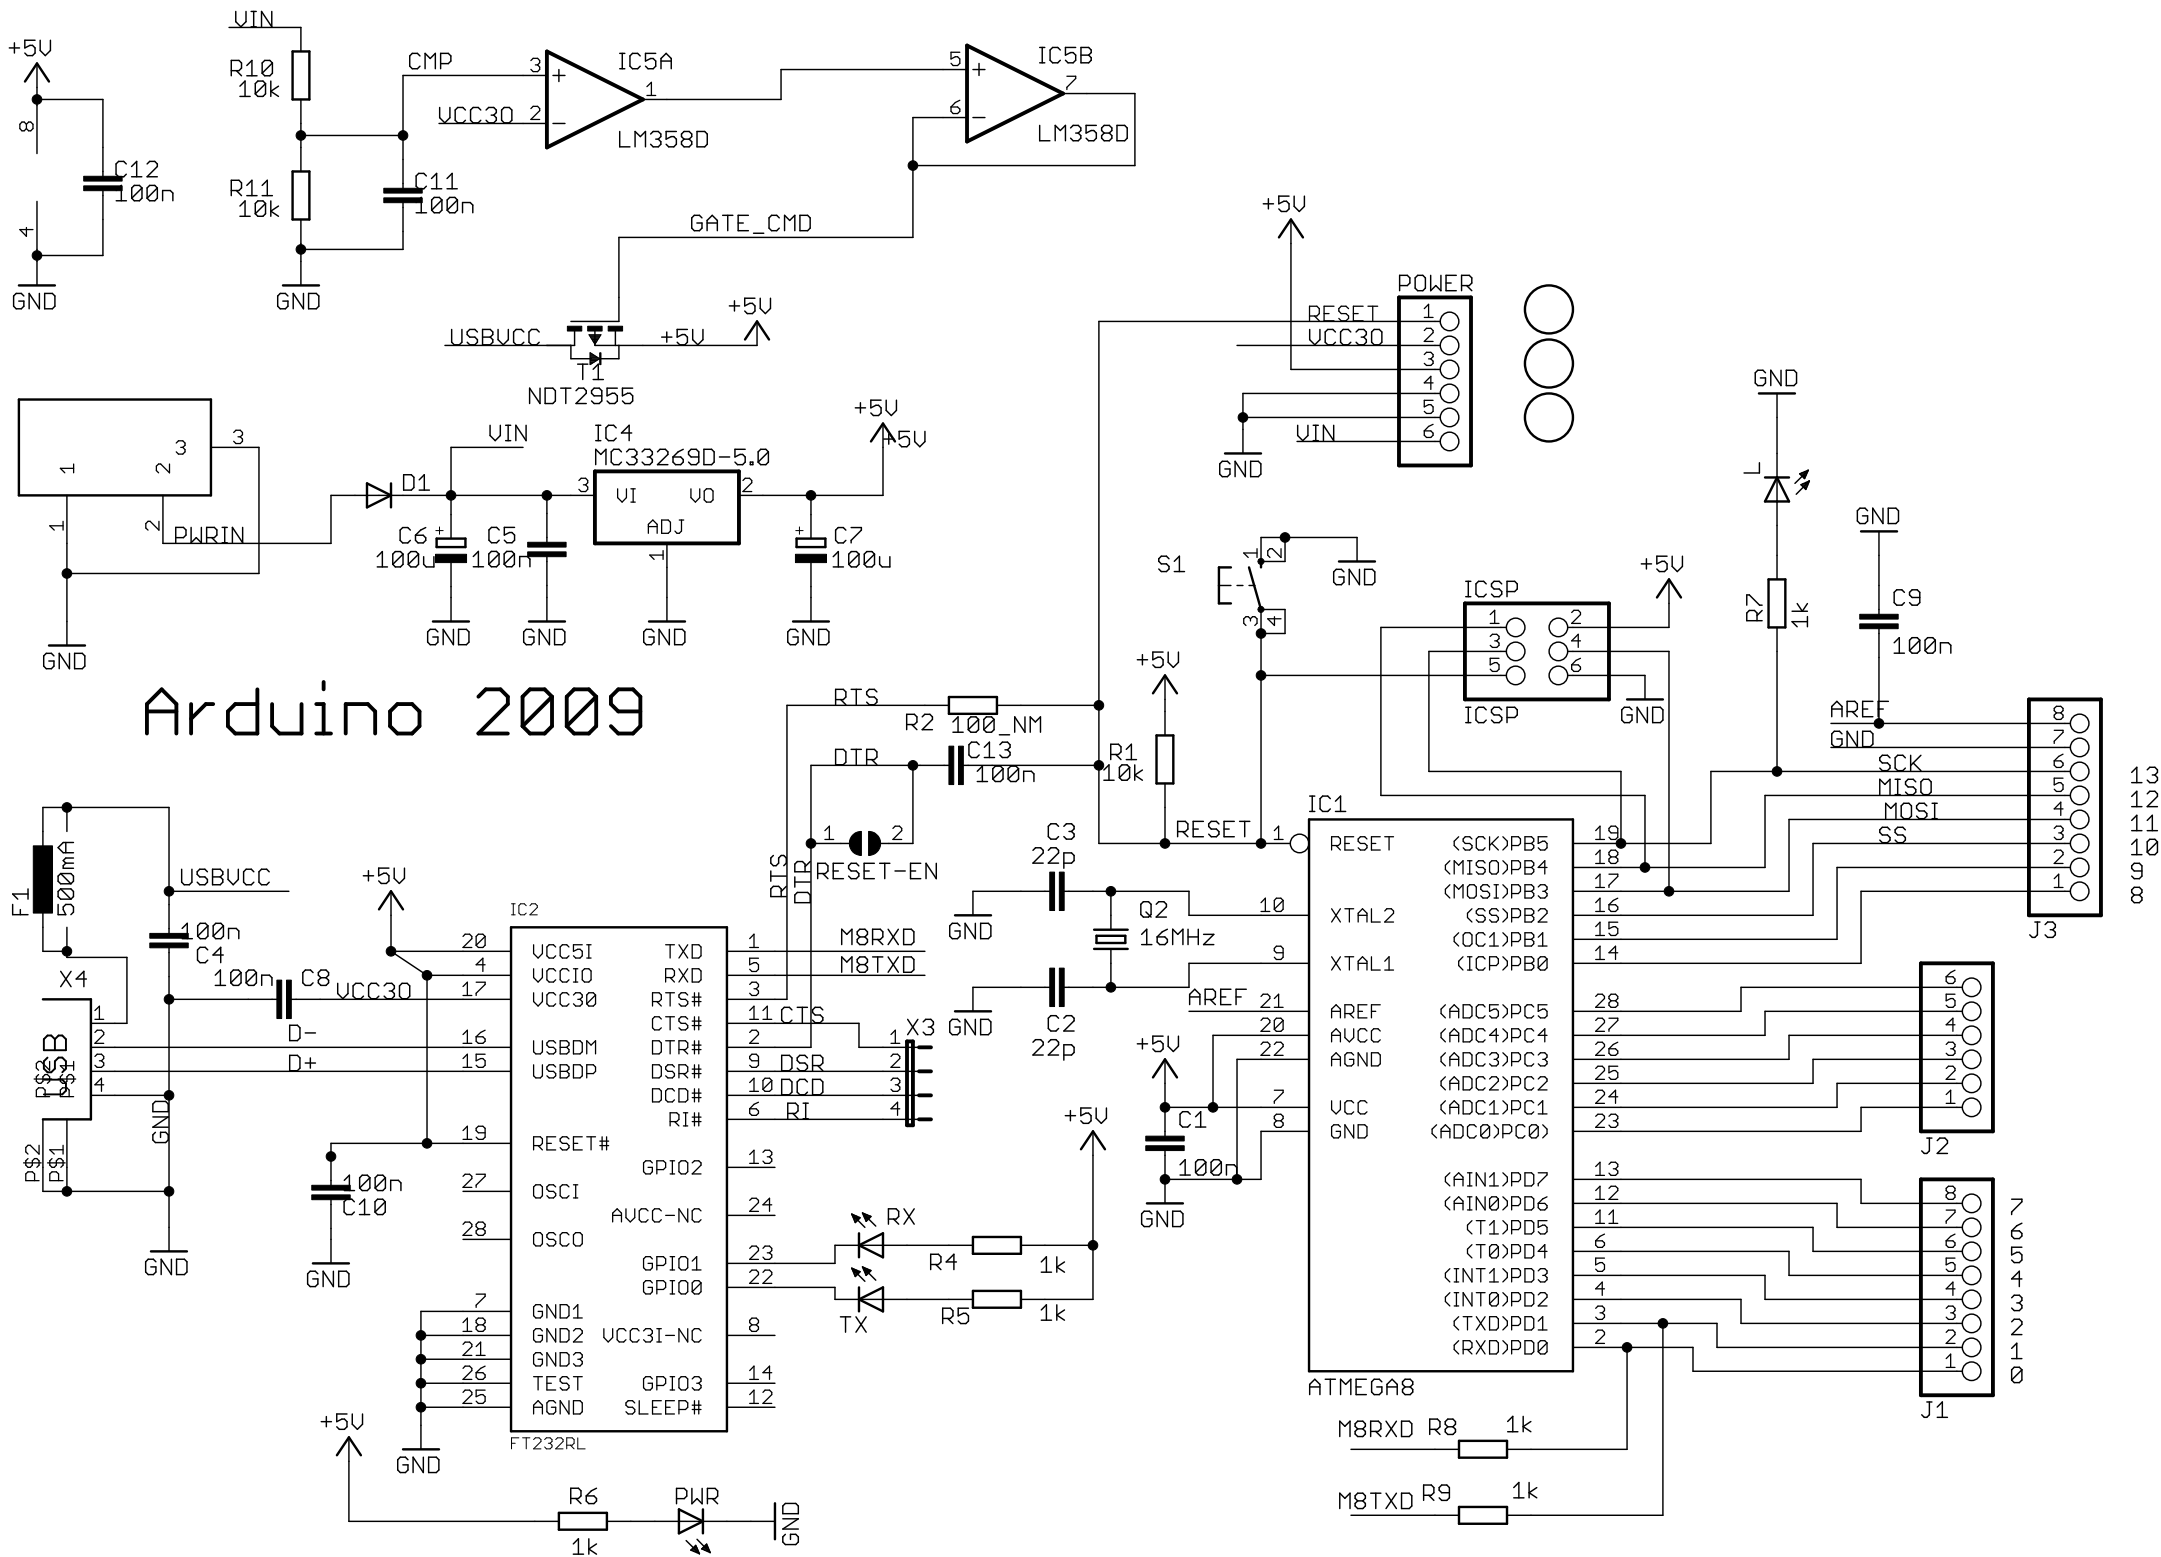 VIN
+5V
R10
10k
CMP
3
IC5A
1
VCC3O
2
LM358D
5
IC5B
7
6
LM358D
8
C12
100n
R11
10k
C11
100n
4
GND
GND
GATE_CMD
+5V
USBVCC
+5V
T1
NDT2955
+5V
POWER
RESET
1
VCC3O
2
3
4
5
VIN
6
GND
3
3
1
2
1
2
PWRIN
GND
D1
VIN
IC4
MC33269D-5.0
3
VI
VO
2
ADJ
1
+5V
+5V
C6
100u
C5
100n
C7
100u
GND
GND
GND
GND
Arduino 2009
GND
L
R7
1k
GND
C9
100n
S1
1
2
3
4
GND
ICSP
1
2
3
4
5
6
ICSP
+5V
GND
RTS
R2
100_NM
DTR
C13
100n
+5V
R1
10k
1
2
RESET-EN
RTS
DTR
RESET
1
IC1
RESET
(SCK)PB5
19
(MISO)PB4
18
(MOSI)PB3
17
XTAL2
10
(SS)PB2
16
(OC1)PB1
15
XTAL1
9
(ICP)PB0
14
AREF
21
AREF
(ADC5)PC5
28
20
AVCC
(ADC4)PC4
27
22
AGND
(ADC3)PC3
26
(ADC2)PC2
25
7
VCC
(ADC1)PC1
24
8
GND
(ADC0)PC0)
23
(AIN1)PD7
13
(AIN0)PD6
12
(T1)PD5
11
(T0)PD4
6
(INT1)PD3
5
(INT0)PD2
4
(TXD)PD1
3
(RXD)PD0
2
ATMEGA8
C3
22p
GND
Q2
16MHz
C2
22p
GND
+5V
C1
100n
GND
AREF
8
GND
7
SCK
6
13
MISO
5
12
MOSI
4
11
SS
3
10
2
9
1
8
J3
6
5
4
3
2
1
J2
8
7
7
6
6
5
5
4
4
3
3
2
2
1
1
0
J1
M8RXD
R8
1k
M8TXD
R9
1k
F1
500mA
USBVCC
100n
C4
X4
100n
C8
VCC3O
USB
1
2
3
4
P$2
P$1
P$2
P$1
D-
D+
GND
GND
+5V
100n
C10
GND
IC2
20
VCC5I
TXD
1
M8RXD
4
VCCIO
RXD
5
M8TXD
17
VCC30
RTS#
3
CTS#
11
CTS
16
USBDM
DTR#
2
15
USBDP
DSR#
9
DSR
DCD#
10
DCD
RI#
6
RI
19
RESET#
GPIO2
13
27
OSCI
AVCC-NC
24
28
OSCO
GPIO1
23
GPIO0
22
7
GND1
18
GND2
VCC3I-NC
8
21
GND3
26
TEST
GPIO3
14
25
AGND
SLEEP#
12
FT232RL
GND
X3
1
2
3
4
+5V
RX
R4
1k
TX
R5
1k
+5V
R6
1k
PWR
GND